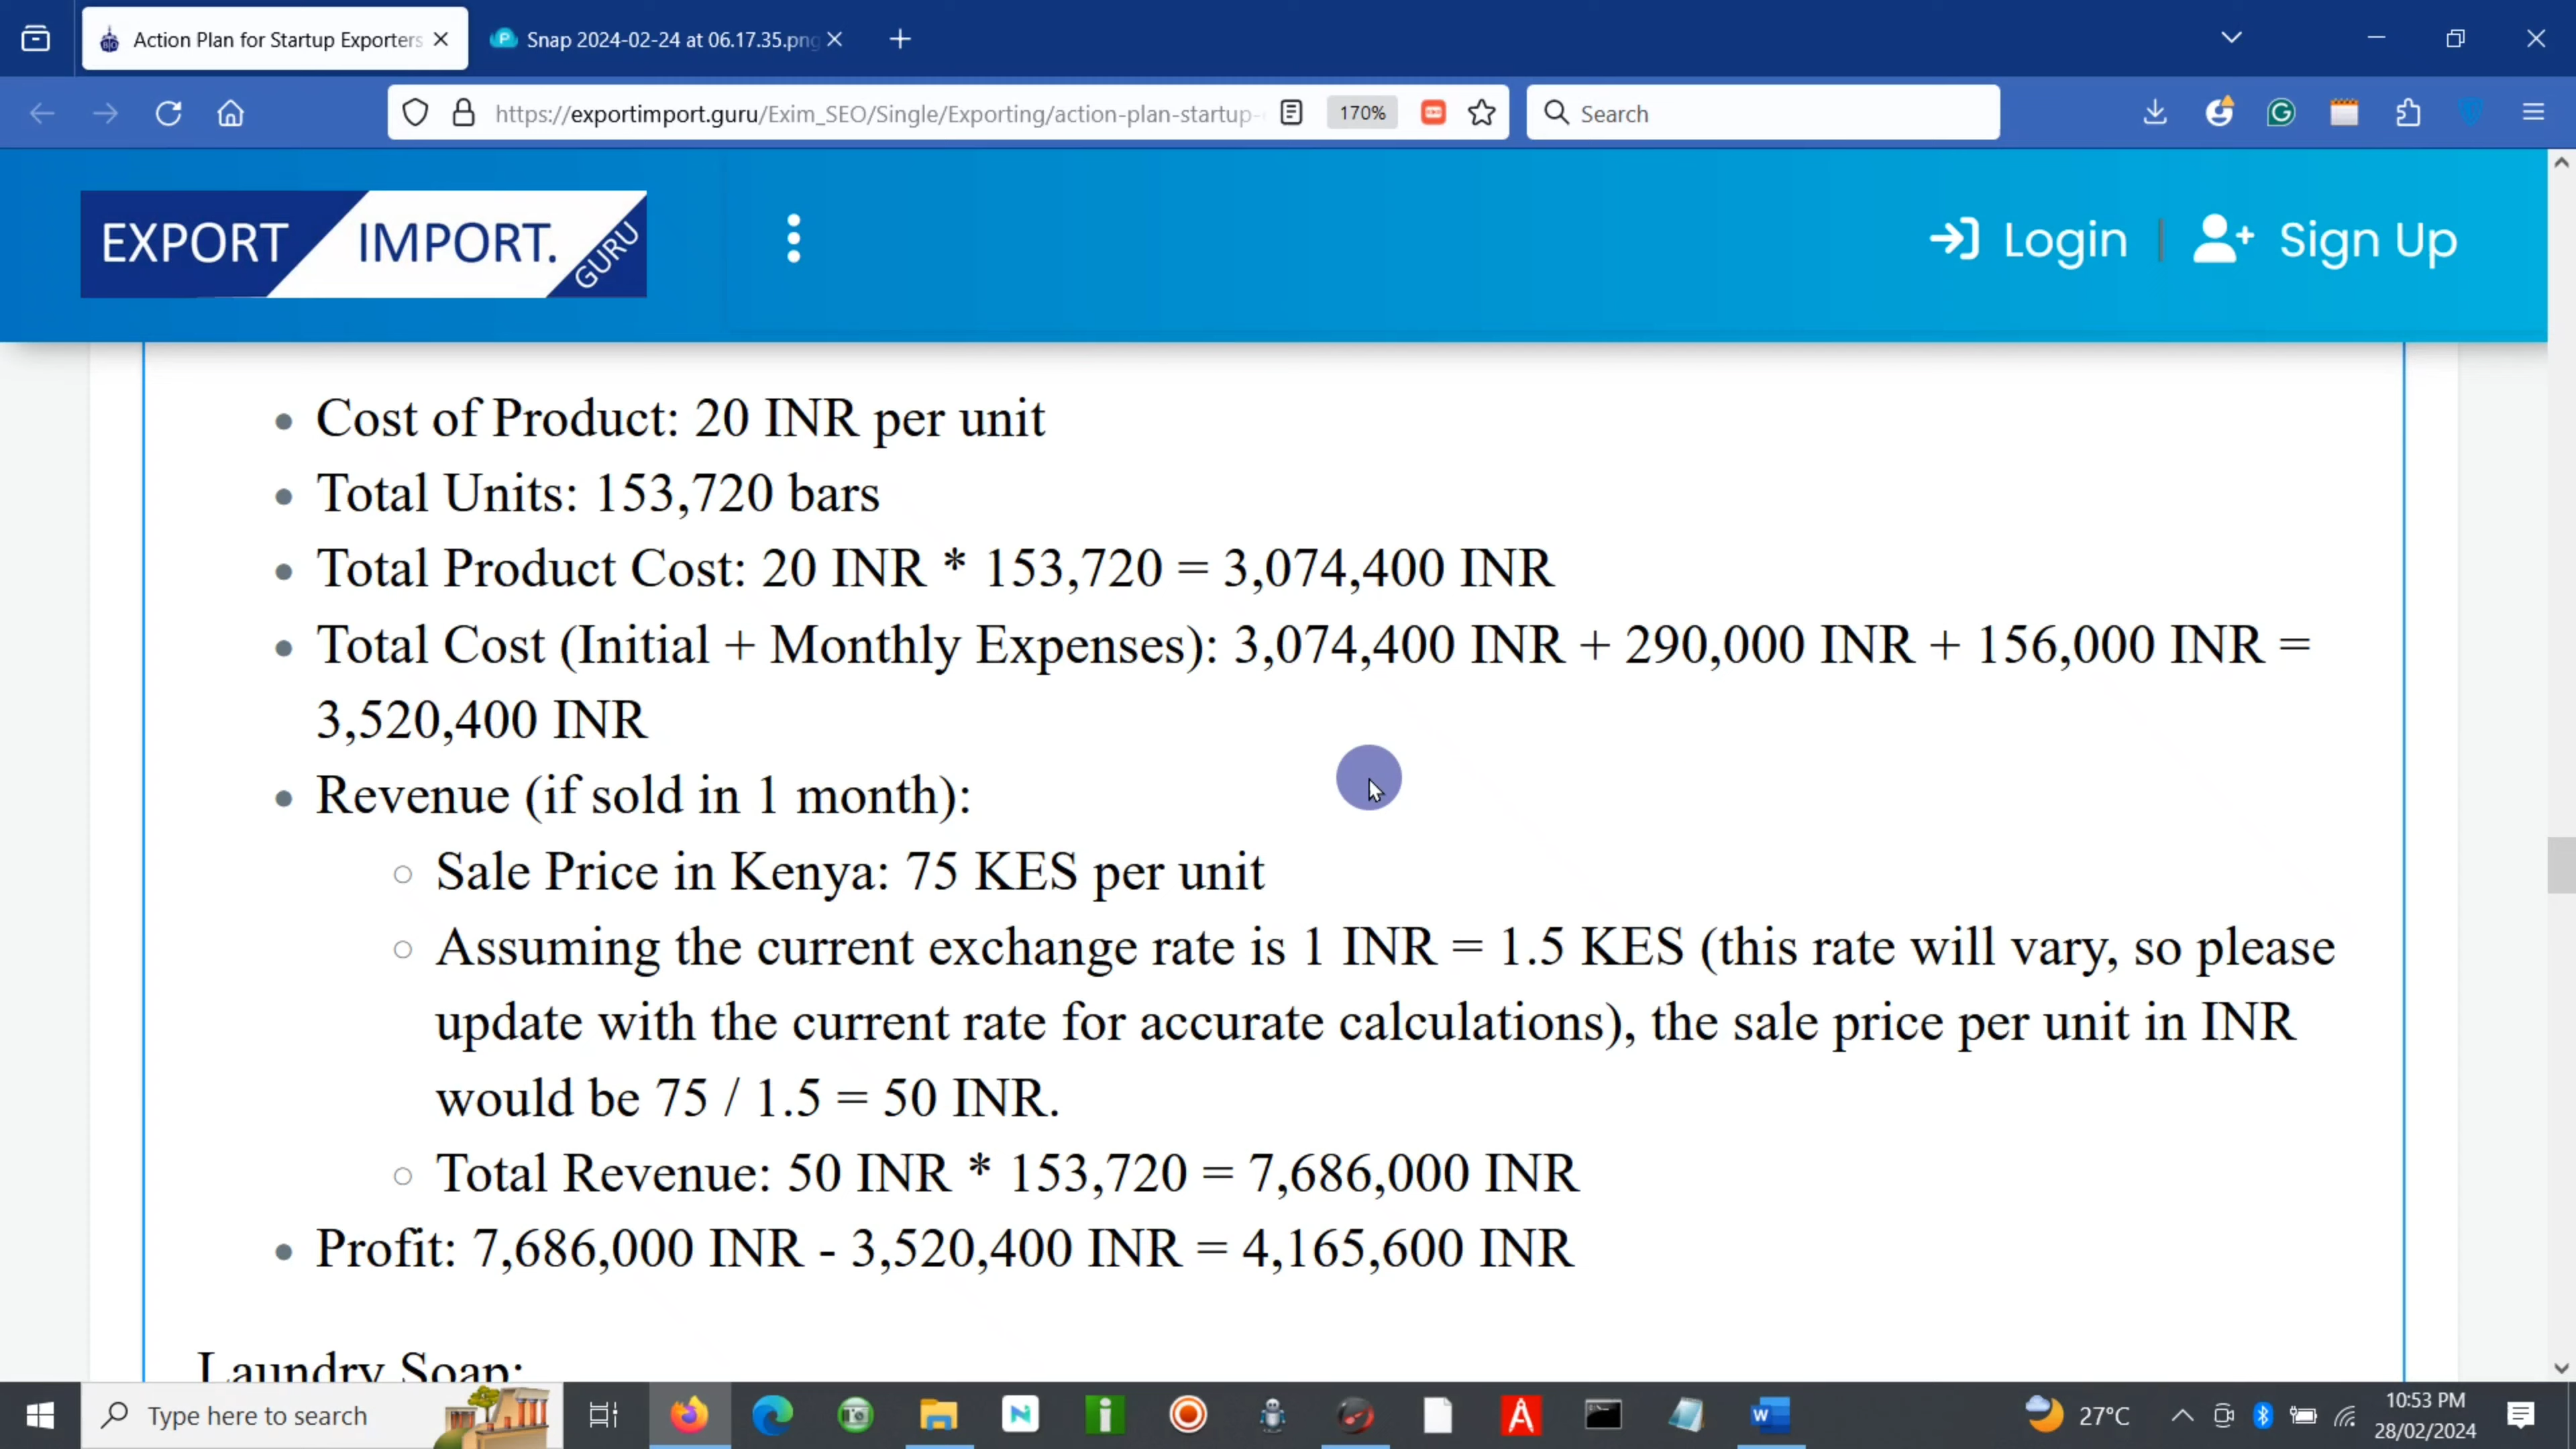 Action Plan for Startup Exporters
Snap 2024-02-24 at 06.17.35.png
https://exportimport.guru/Exim_SEO/Single/Exporting/action-plan-startup-
170%
Search
EXPORT IMPORT. GURU
Login | Sign Up
• Cost of Product: 20 INR per unit
• Total Units: 153,720 bars
• Total Product Cost: 20 INR * 153,720 = 3,074,400 INR
• Total Cost (Initial + Monthly Expenses): 3,074,400 INR + 290,000 INR + 156,000 INR =
3,520,400 INR
• Revenue (if sold in 1 month):
○ Sale Price in Kenya: 75 KES per unit
○ Assuming the current exchange rate is 1 INR = 1.5 KES (this rate will vary, so please
update with the current rate for accurate calculations), the sale price per unit in INR
would be 75 / 1.5 = 50 INR.
○ Total Revenue: 50 INR * 153,720 = 7,686,000 INR
• Profit: 7,686,000 INR - 3,520,400 INR = 4,165,600 INR
Laundry Soap:
Type here to search
27°C
10:53 PM
28/02/2024